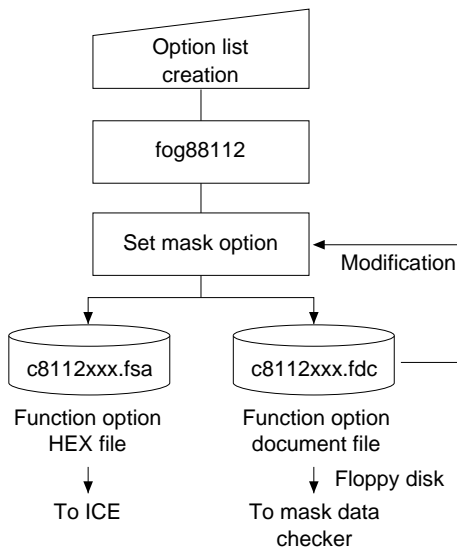 Option list
creation
fog88112
Set mask option
Modification
c8112xxx.fsa
c8112xxx.fdc
Function option
HEX file
Function option
document file
Floppy disk
To ICE
To mask data
checker